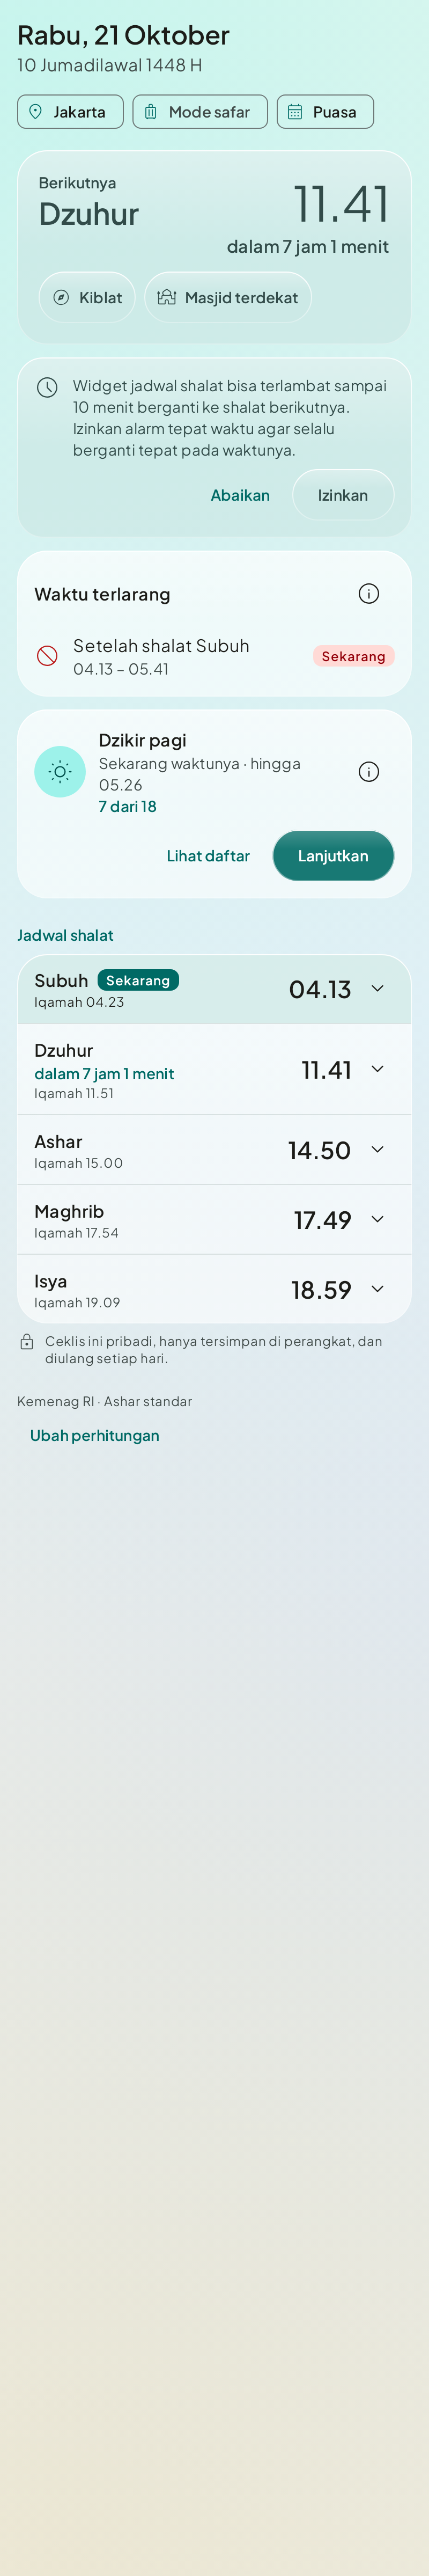 Rabu, 21 Oktober
10 Jumadilawal 1448 H
Jakarta
Mode safar
Puasa
Berikutnya
Dzuhur
11.41
dalam 7 jam 1 menit
Kiblat
Masjid terdekat
Widget jadwal shalat bisa terlambat sampai
10 menit berganti ke shalat berikutnya.
Izinkan alarm tepat waktu agar selalu
berganti tepat pada waktunya.
Abaikan
Izinkan
Waktu terlarang
Setelah shalat Subuh
04.13 – 05.41
Sekarang
Dzikir pagi
Sekarang waktunya · hingga
05.26
7 dari 18
Lihat daftar
Lanjutkan
Jadwal shalat
Subuh
Sekarang
Iqamah 04.23
04.13
Dzuhur
dalam 7 jam 1 menit
Iqamah 11.51
11.41
Ashar
Iqamah 15.00
14.50
Maghrib
Iqamah 17.54
17.49
Isya
Iqamah 19.09
18.59
Ceklis ini pribadi, hanya tersimpan di perangkat, dan
diulang setiap hari.
Kemenag RI · Ashar standar
Ubah perhitungan